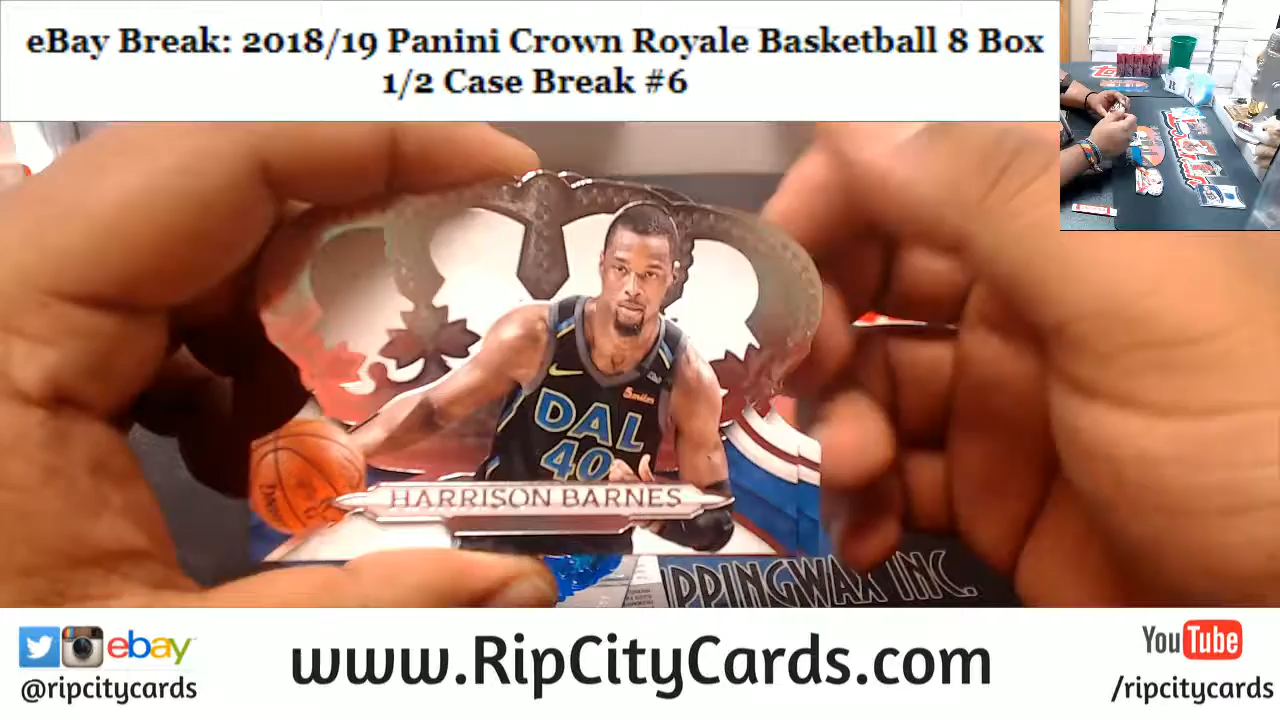 eBay Break: 2018/19 Panini Crown Royale Basketball 8 Box
1/2 Case Break #6
DAL
40
HARRISON BARNES
PPINGWAX INC.
ebay
@ripcitycards
www.RipCityCards.com
YouTube
/ripcitycards